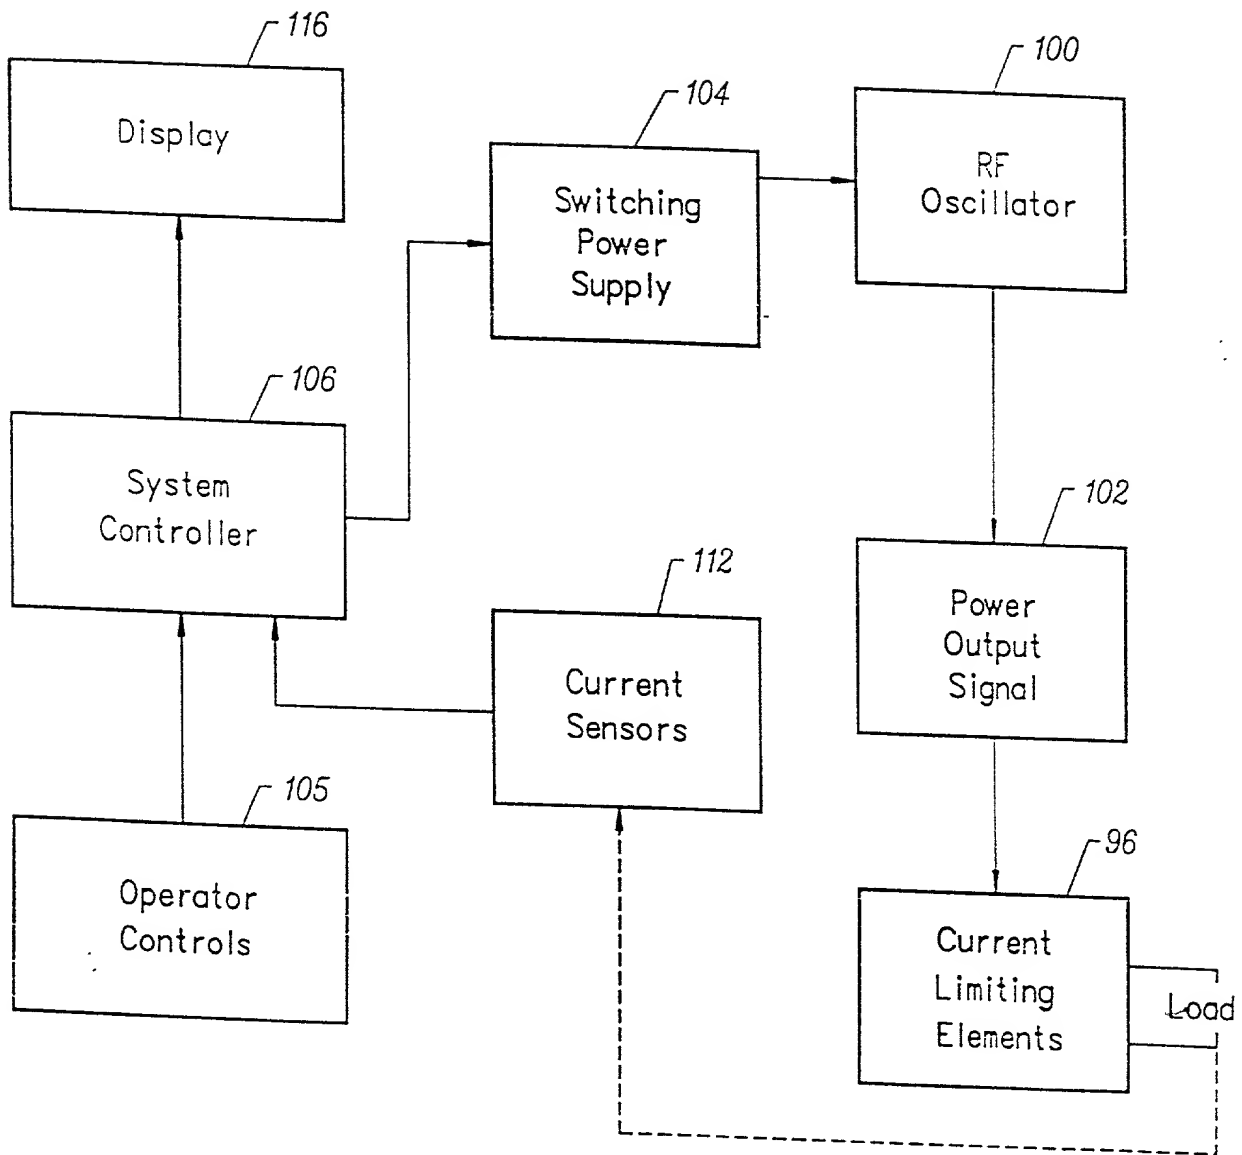 116
Display
104
Switching
Power
Supply
100
RF
Oscillator
106
System
Controller
112
Current
Sensors
102
Power
Output
Signal
105
Operator
Controls
96
Current
Limiting
Elements
Load